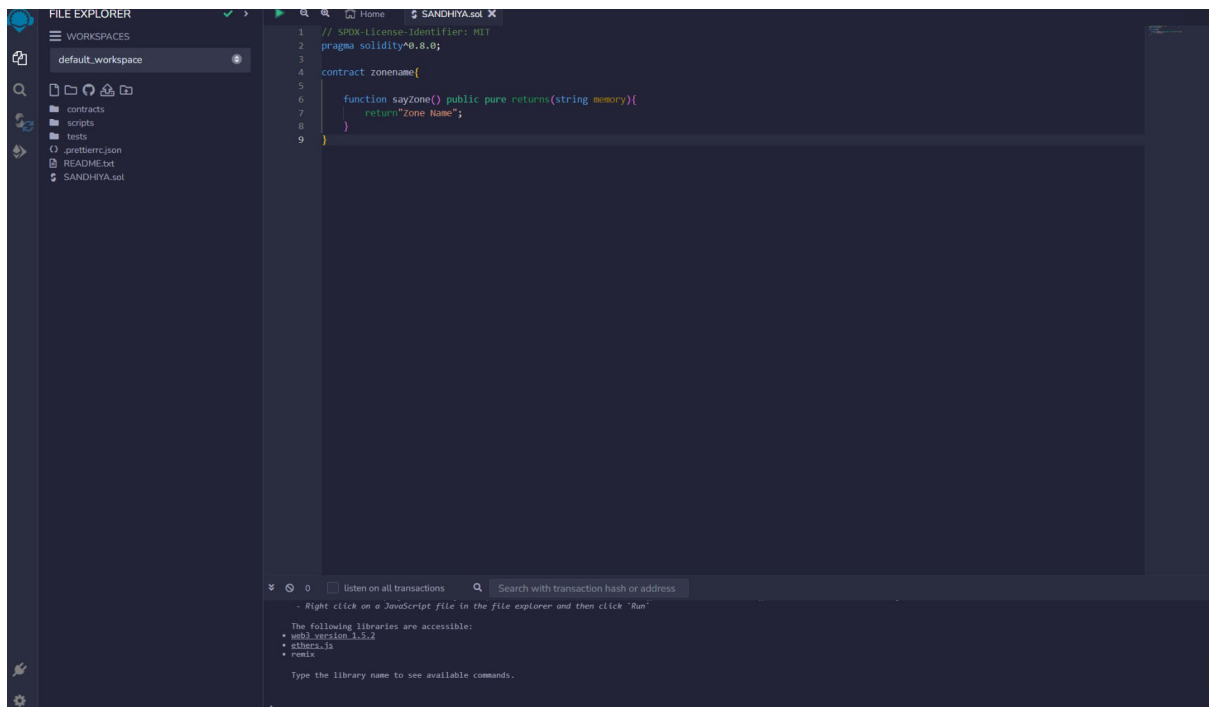 FILE EXPLORER
WORKSPACES
default_workspace
contracts
scripts
tests
.prettierrc.json
README.txt
SANDHIYA.sol
Home
SANDHIYA.sol
1 // SPDX-License-Identifier: MIT
2 pragma solidity^0.8.0;
3
4 contract zonename{
5
6 function sayZone() public pure returns(string memory){
7 return"Zone Name";
8 }
9 }
0 listen on all transactions Search with transaction hash or address
- Right click on a JavaScript file in the file explorer and then click `Run`
The following libraries are accessible:
• web3 version 1.5.2
• ethers.js
• remix
Type the library name to see available commands.